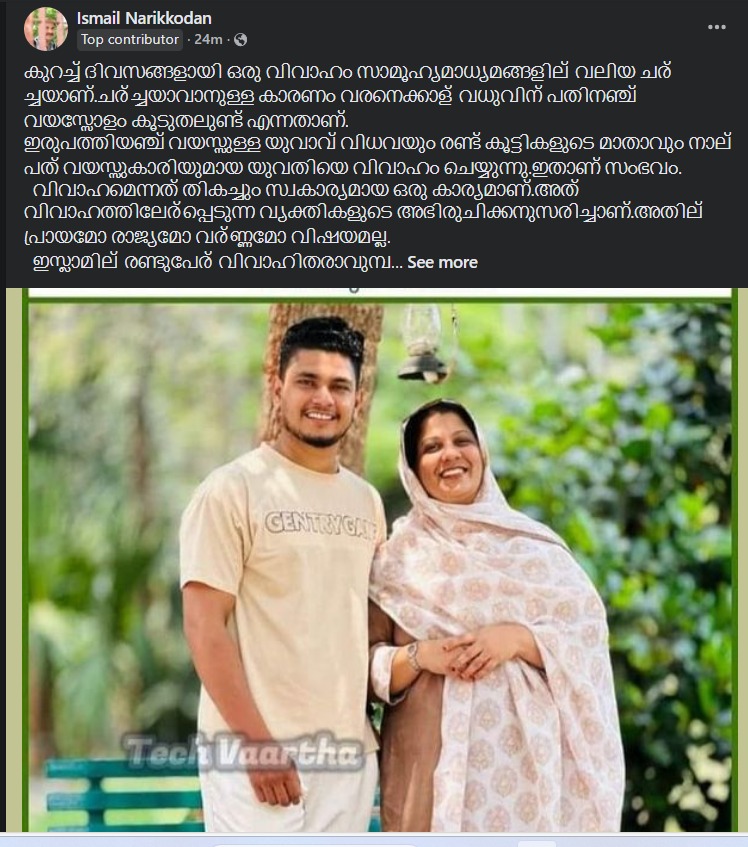 Ismail Narikkodan
Top contributor · 24m ·
കുറച്ച് ദിവസങ്ങളായി ഒരു വിവാഹം സാമൂഹ്യമാധ്യമങ്ങളില് വലിയ ചര്
ച്ചയാണ്.ചര്ച്ചയാവാനുള്ള കാരണം വരനെക്കാള് വധുവിന് പതിനഞ്ച്
വയസ്സോളം കൂടുതലുണ്ട് എന്നതാണ്.
ഇരുപത്തിയഞ്ച് വയസ്സുള്ള യുവാവ് വിധവയും രണ്ട് കൂട്ടികളുടെ മാതാവും നാല്
പത് വയസ്സുകാരിയുമായ യുവതിയെ വിവാഹം ചെയ്യുന്നു.ഇതാണ് സംഭവം.
വിവാഹമെന്നത് തികച്ചും സ്വകാര്യമായ ഒരു കാര്യമാണ്.അത്
വിവാഹത്തിലേര്പ്പെടുന്ന വ്യക്തികളുടെ അഭിരുചിക്കനുസരിച്ചാണ്.അതില്
പ്രായമോ രാജ്യമോ വര്ണ്ണമോ വിഷയമല്ല.
ഇസ്ലാമില് രണ്ടുപേര് വിവാഹിതരാവുമ്പ... See more
GENTRYGA
Tech Vaartha